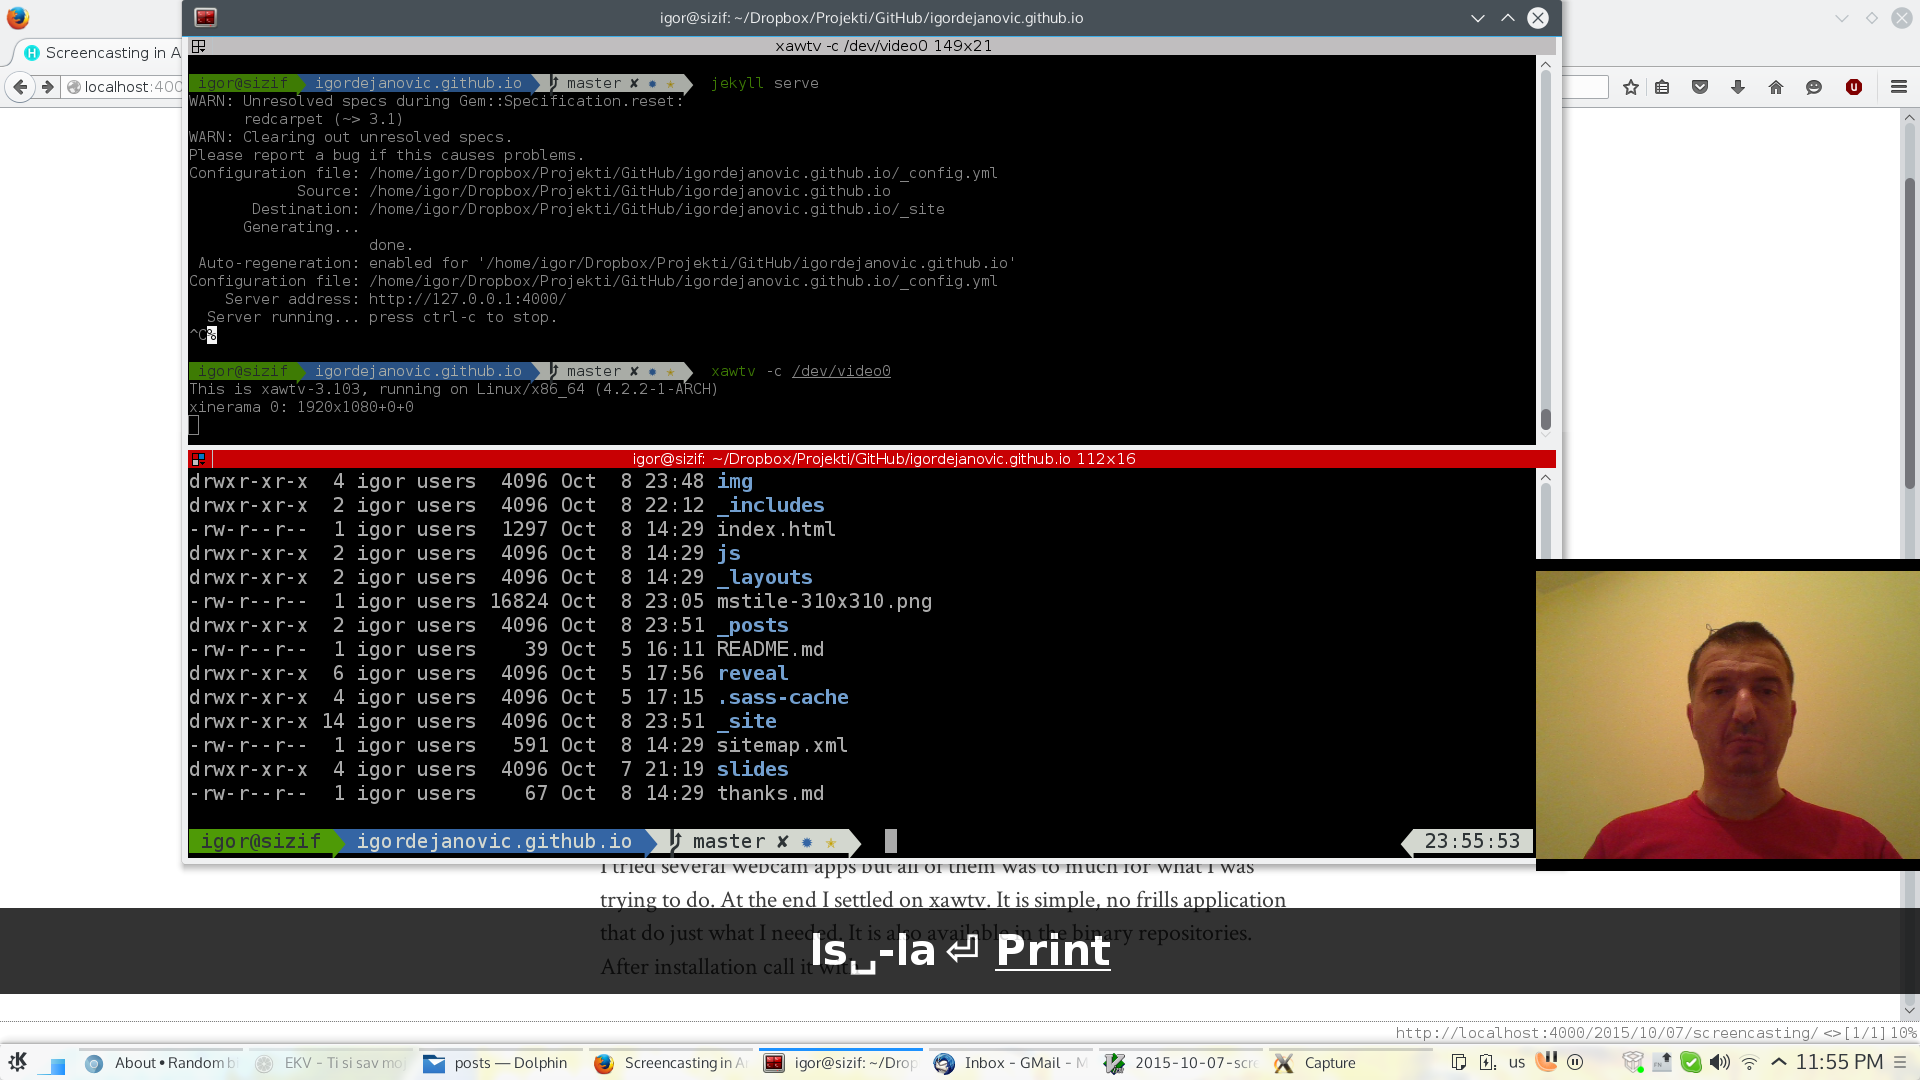 igor@sizif: ~/Dropbox/Projekti/GitHub/igordejanovic.github.io
Screencasting in A
localhost:400
xawtv -c /dev/video0 149x21
igor@sizif igordejanovic.github.io master ✘ ✹ ★ jekyll serve
WARN: Unresolved specs during Gem::Specification.reset:
redcarpet (~> 3.1)
WARN: Clearing out unresolved specs.
Please report a bug if this causes problems.
Configuration file: /home/igor/Dropbox/Projekti/GitHub/igordejanovic.github.io/_config.yml
Source: /home/igor/Dropbox/Projekti/GitHub/igordejanovic.github.io
Destination: /home/igor/Dropbox/Projekti/GitHub/igordejanovic.github.io/_site
Generating...
done.
Auto-regeneration: enabled for '/home/igor/Dropbox/Projekti/GitHub/igordejanovic.github.io'
Configuration file: /home/igor/Dropbox/Projekti/GitHub/igordejanovic.github.io/_config.yml
Server address: http://127.0.0.1:4000/
Server running... press ctrl-c to stop.
^C%
igor@sizif igordejanovic.github.io master ✘ ✹ ★ xawtv -c /dev/video0
This is xawtv-3.103, running on Linux/x86_64 (4.2.2-1-ARCH)
xinerama 0: 1920x1080+0+0
igor@sizif: ~/Dropbox/Projekti/GitHub/igordejanovic.github.io 112x16
drwxr-xr-x 4 igor users 4096 Oct 8 23:48 img
drwxr-xr-x 2 igor users 4096 Oct 8 22:12 _includes
-rw-r--r-- 1 igor users 1297 Oct 8 14:29 index.html
drwxr-xr-x 2 igor users 4096 Oct 8 14:29 js
drwxr-xr-x 2 igor users 4096 Oct 8 14:29 _layouts
-rw-r--r-- 1 igor users 16824 Oct 8 23:05 mstile-310x310.png
drwxr-xr-x 2 igor users 4096 Oct 8 23:51 _posts
-rw-r--r-- 1 igor users 39 Oct 5 16:11 README.md
drwxr-xr-x 6 igor users 4096 Oct 5 17:56 reveal
drwxr-xr-x 4 igor users 4096 Oct 5 17:15 .sass-cache
drwxr-xr-x 14 igor users 4096 Oct 8 23:51 _site
-rw-r--r-- 1 igor users 591 Oct 8 14:29 sitemap.xml
drwxr-xr-x 4 igor users 4096 Oct 7 21:19 slides
-rw-r--r-- 1 igor users 67 Oct 8 14:29 thanks.md
igor@sizif igordejanovic.github.io master ✘ ✹ ★ 23:55:53
I tried several webcam apps but all of them was to much for what I was
trying to do. At the end I settled on xawtv. It is simple, no frills application
that do just what I needed. It is also available in the binary repositories.
After installation call it
ls␣-la⏎ Print
http://localhost:4000/2015/10/07/screencasting/ <>[1/1]10%
About • Random b
EKV - Ti si sav mo
posts — Dolphin
Screencasting in A
igor@sizif: ~/Drop
Inbox - GMail - M
2015-10-07-scre
Capture
us
11:55 PM